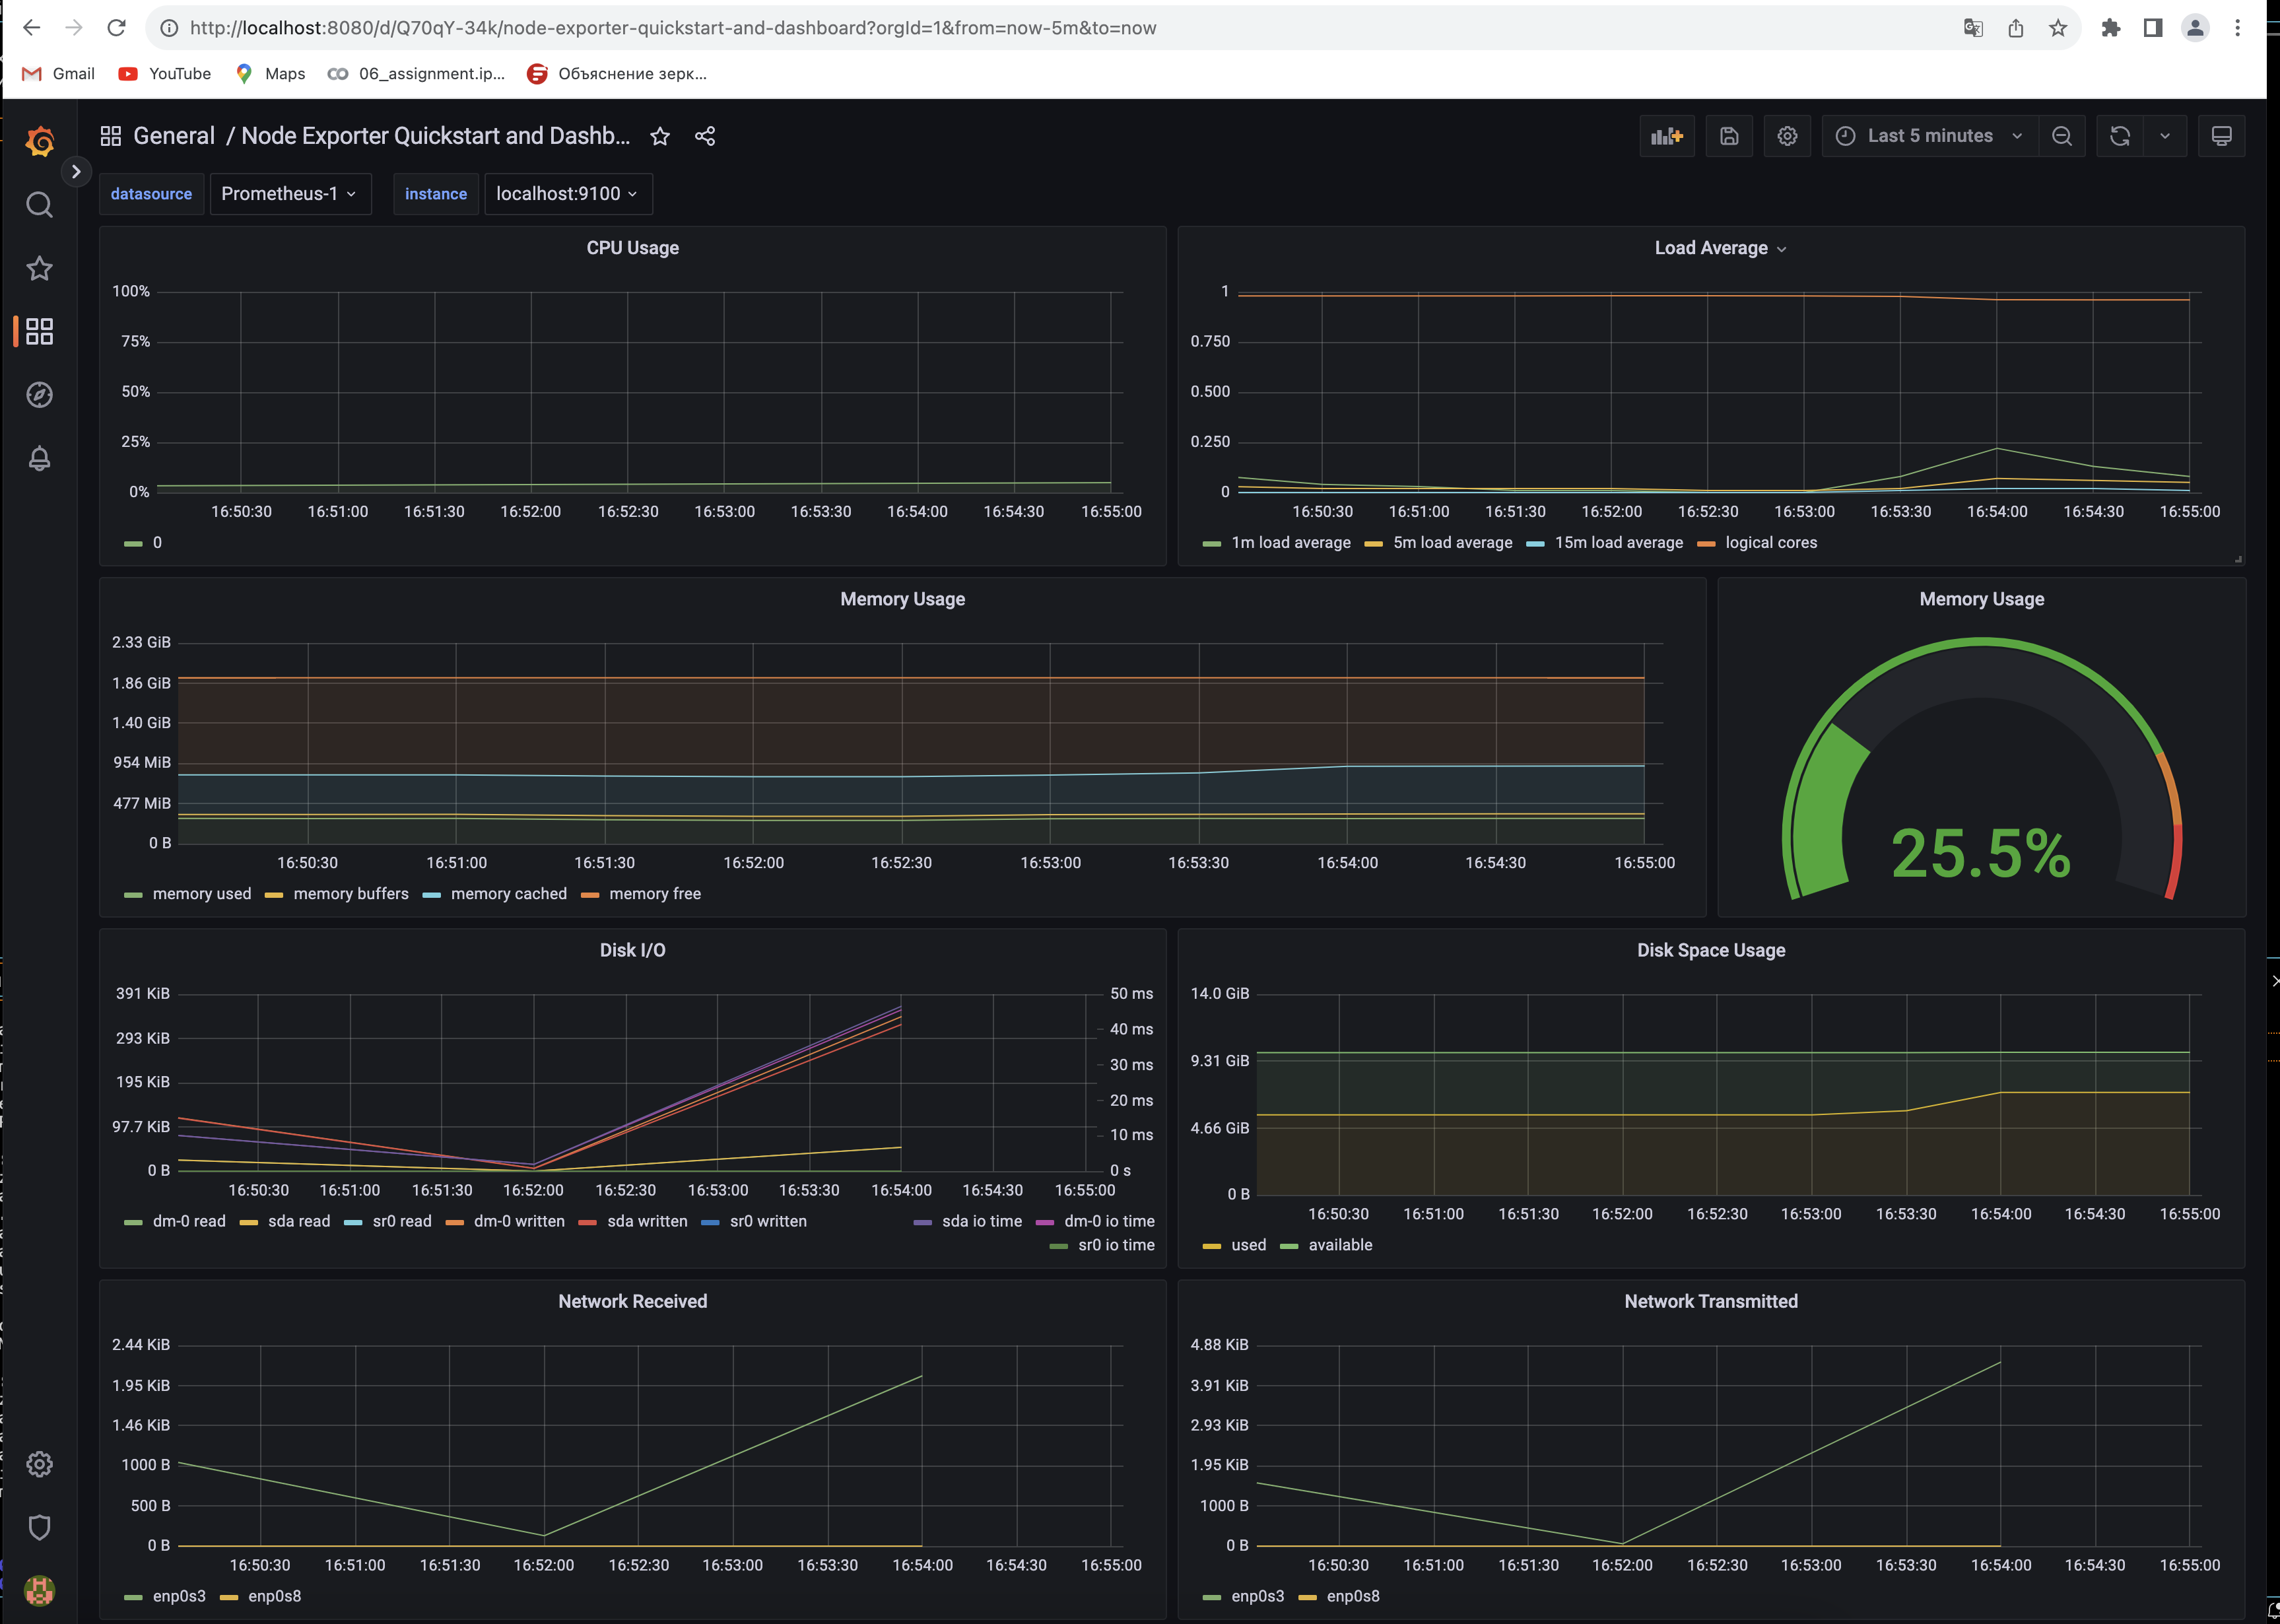 http://localhost:8080/d/Q70qY-34k/node-exporter-quickstart-and-dashboard?orgId=1&from=now-5m&to=now
Gmail YouTube Maps 06_assignment.ip... Объяснение зерк...
General / Node Exporter Quickstart and Dashb... Last 5 minutes
datasource Prometheus-1 instance localhost:9100
CPU Usage
100%
75%
50%
25%
0%
16:50:30 16:51:00 16:51:30 16:52:00 16:52:30 16:53:00 16:53:30 16:54:00 16:54:30 16:55:00
0
Load Average
1
0.750
0.500
0.250
0
16:50:30 16:51:00 16:51:30 16:52:00 16:52:30 16:53:00 16:53:30 16:54:00 16:54:30 16:55:00
1m load average 5m load average 15m load average logical cores
Memory Usage
2.33 GiB
1.86 GiB
1.40 GiB
954 MiB
477 MiB
0 B
16:50:30 16:51:00 16:51:30 16:52:00 16:52:30 16:53:00 16:53:30 16:54:00 16:54:30 16:55:00
memory used memory buffers memory cached memory free
Memory Usage
25.5%
Disk I/O
391 KiB 50 ms
40 ms
293 KiB
30 ms
195 KiB
20 ms
97.7 KiB
10 ms
0 B 0 s
16:50:30 16:51:00 16:51:30 16:52:00 16:52:30 16:53:00 16:53:30 16:54:00 16:54:30 16:55:00
dm-0 read sda read sr0 read dm-0 written sda written sr0 written sda io time dm-0 io time
sr0 io time
Disk Space Usage
14.0 GiB
9.31 GiB
4.66 GiB
0 B
16:50:30 16:51:00 16:51:30 16:52:00 16:52:30 16:53:00 16:53:30 16:54:00 16:54:30 16:55:00
used available
Network Received
2.44 KiB
1.95 KiB
1.46 KiB
1000 B
500 B
0 B
16:50:30 16:51:00 16:51:30 16:52:00 16:52:30 16:53:00 16:53:30 16:54:00 16:54:30 16:55:00
enp0s3 enp0s8
Network Transmitted
4.88 KiB
3.91 KiB
2.93 KiB
1.95 KiB
1000 B
0 B
16:50:30 16:51:00 16:51:30 16:52:00 16:52:30 16:53:00 16:53:30 16:54:00 16:54:30 16:55:00
enp0s3 enp0s8